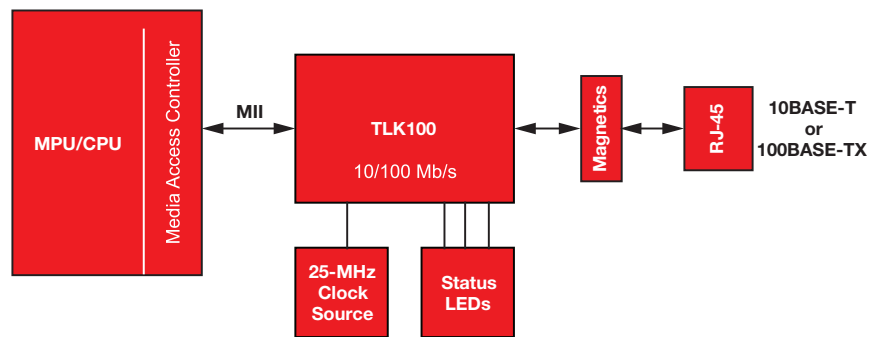 MPU/CPU
Media Access Controller
MII
TLK100
10/100 Mb/s
Magnetics
RJ-45
10BASE-T
or
100BASE-TX
25-MHz
Clock
Source
Status
LEDs